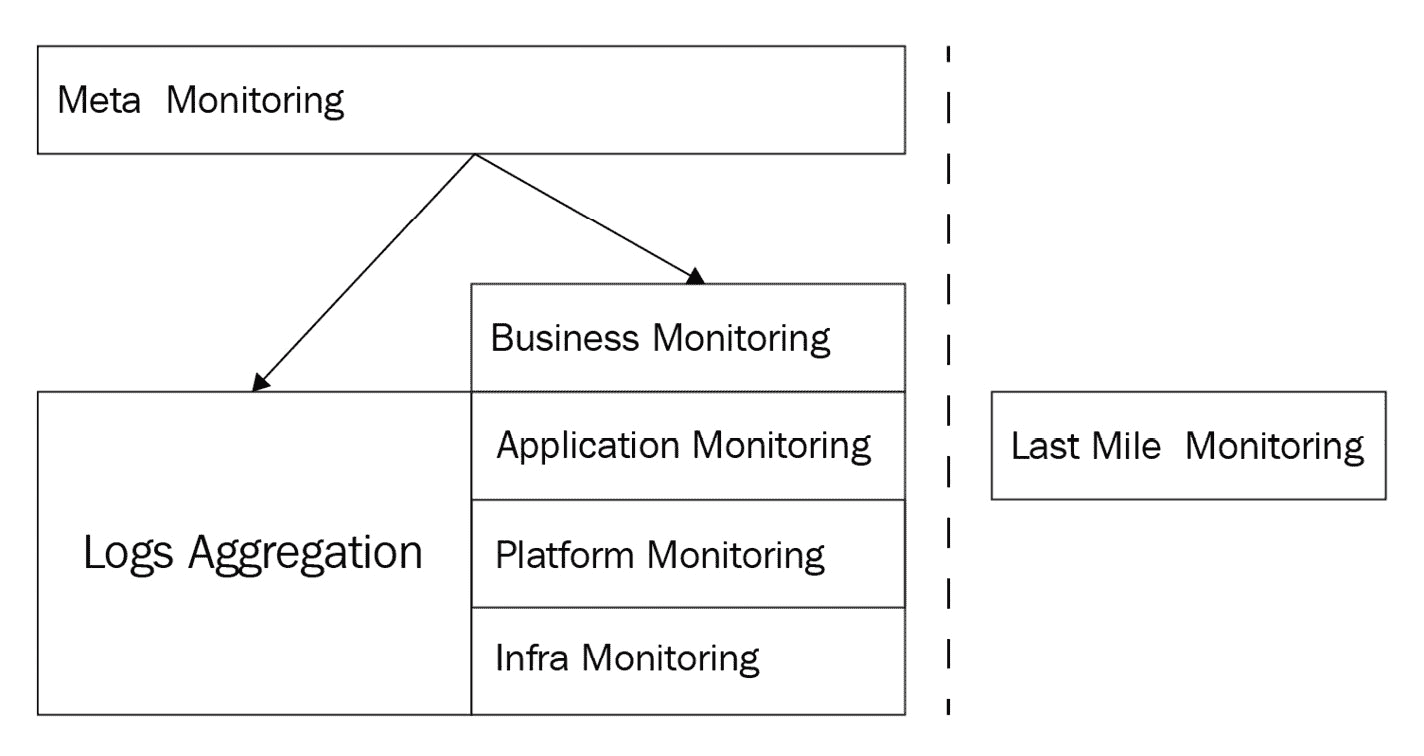 Meta Monitoring
Business Monitoring
Application Monitoring
Last Mile Monitoring
Logs Aggregation
Platform Monitoring
Infra Monitoring